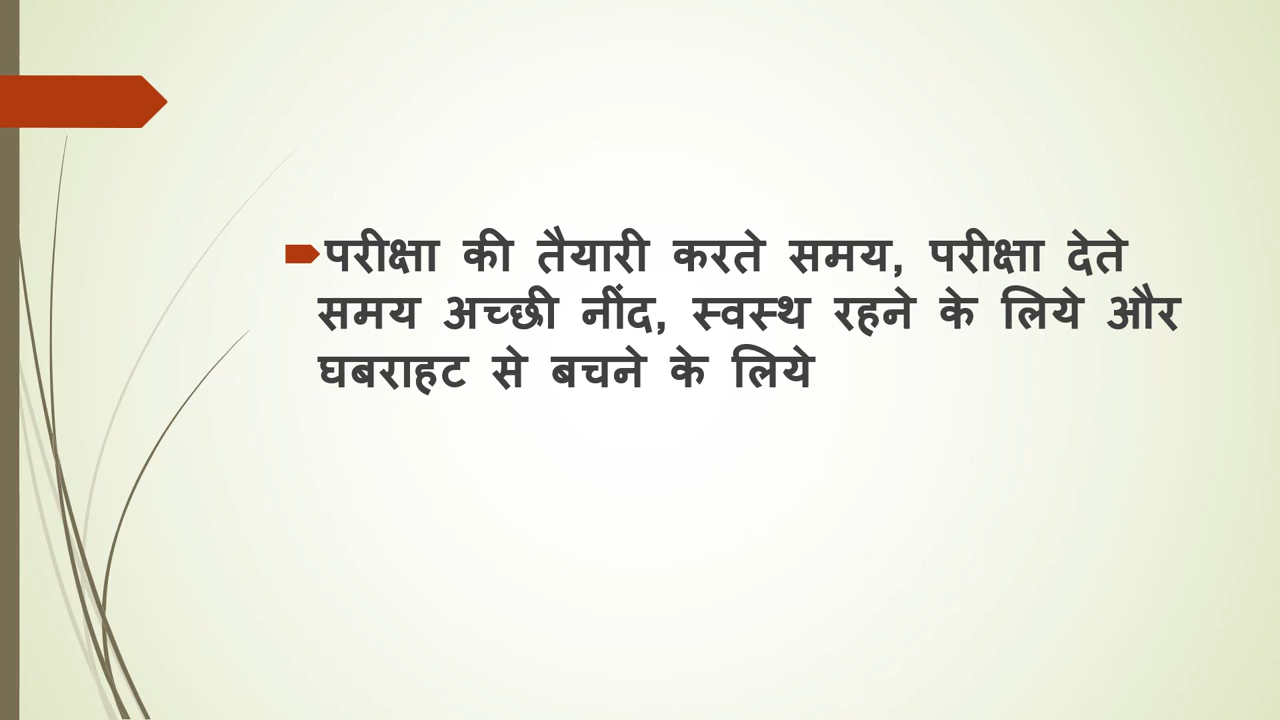 परीक्षा की तैयारी करते समय, परीक्षा देते
समय अच्छी नींद, स्वस्थ रहने के लिये और
घबराहट से बचने के लिये